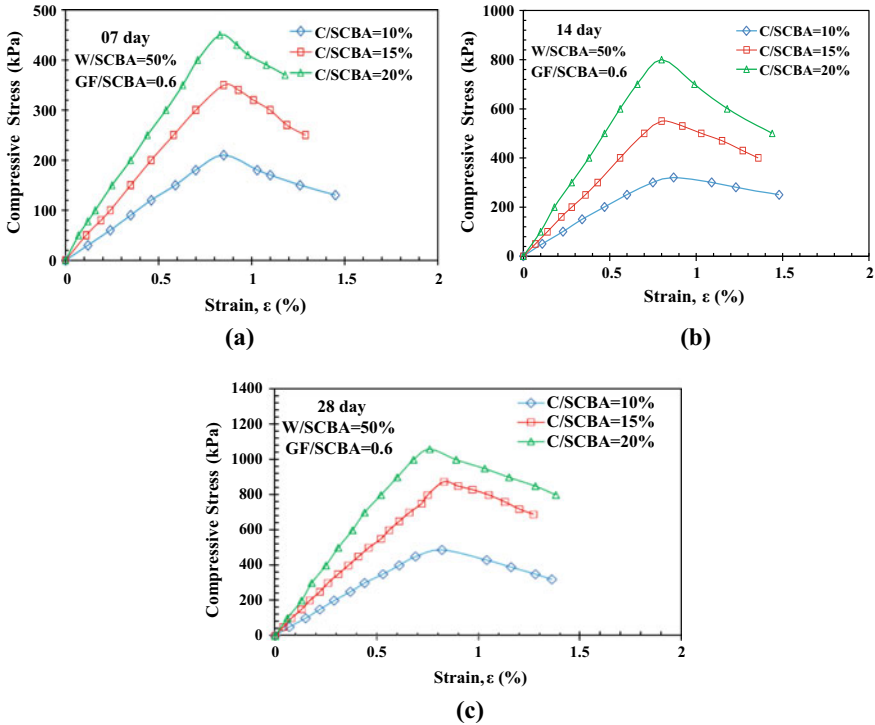 500
400
300
200
100
0
Compressive Stress (kPa)
07 day
W/SCBA=50%
GF/SCBA=0.6
C/SCBA=10%
C/SCBA=15%
C/SCBA=20%
0
0.5
1
1.5
2
Strain, ε (%)
(a)
1000
800
600
400
200
0
Compressive Stress (kPa)
14 day
W/SCBA=50%
GF/SCBA=0.6
C/SCBA=10%
C/SCBA=15%
C/SCBA=20%
0
0.5
1
1.5
2
Strain, ε (%)
(b)
1400
1200
1000
800
600
400
200
0
Compressive Stress (kPa)
28 day
W/SCBA=50%
GF/SCBA=0.6
C/SCBA=10%
C/SCBA=15%
C/SCBA=20%
0
0.5
1
1.5
2
Strain, ε (%)
(c)